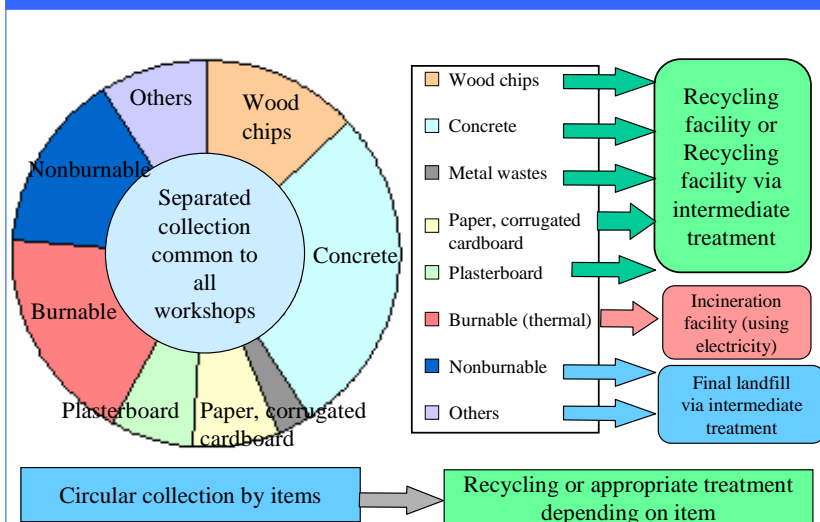 Others
Wood
chips
Nonburnable
Separated
collection
common to
all
workshops
Concrete
Burnable
Plasterboard
Paper, corrugated
cardboard
Wood chips
Concrete
Metal wastes
Paper, corrugated
cardboard
Plasterboard
Burnable (thermal)
Nonburnable
Others
Recycling
facility or
Recycling
facility via
intermediate
treatment
Incineration
facility (using
electricity)
Final landfill
via intermediate
treatment
Circular collection by items
Recycling or appropriate treatment
depending on item